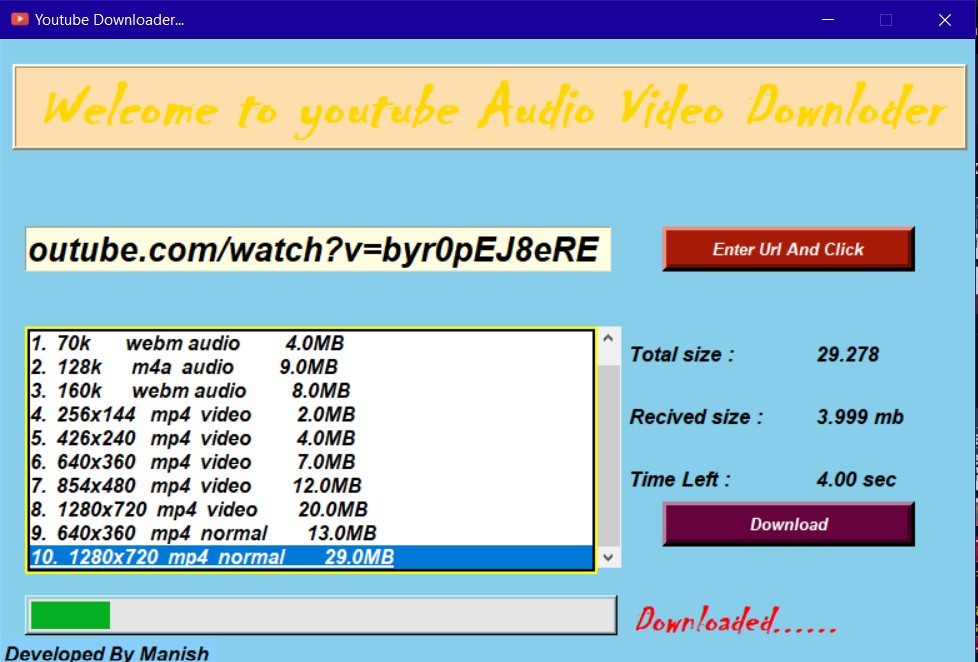 Youtube Downloader...
Welcome to youtube Audio Video Downloder
outube.com/watch?v=byr0pEJ8eRE
Enter Url And Click
1. 70k webm audio 4.0MB
2. 128k m4a audio 9.0MB
3. 160k webm audio 8.0MB
4. 256x144 mp4 video 2.0MB
5. 426x240 mp4 video 4.0MB
6. 640x360 mp4 video 7.0MB
7. 854x480 mp4 video 12.0MB
8. 1280x720 mp4 video 20.0MB
9. 640x360 mp4 normal 13.0MB
10. 1280x720 mp4 normal 29.0MB
Total size : 29.278
Recived size : 3.999 mb
Time Left : 4.00 sec
Download
Downloaded......
Developed By Manish